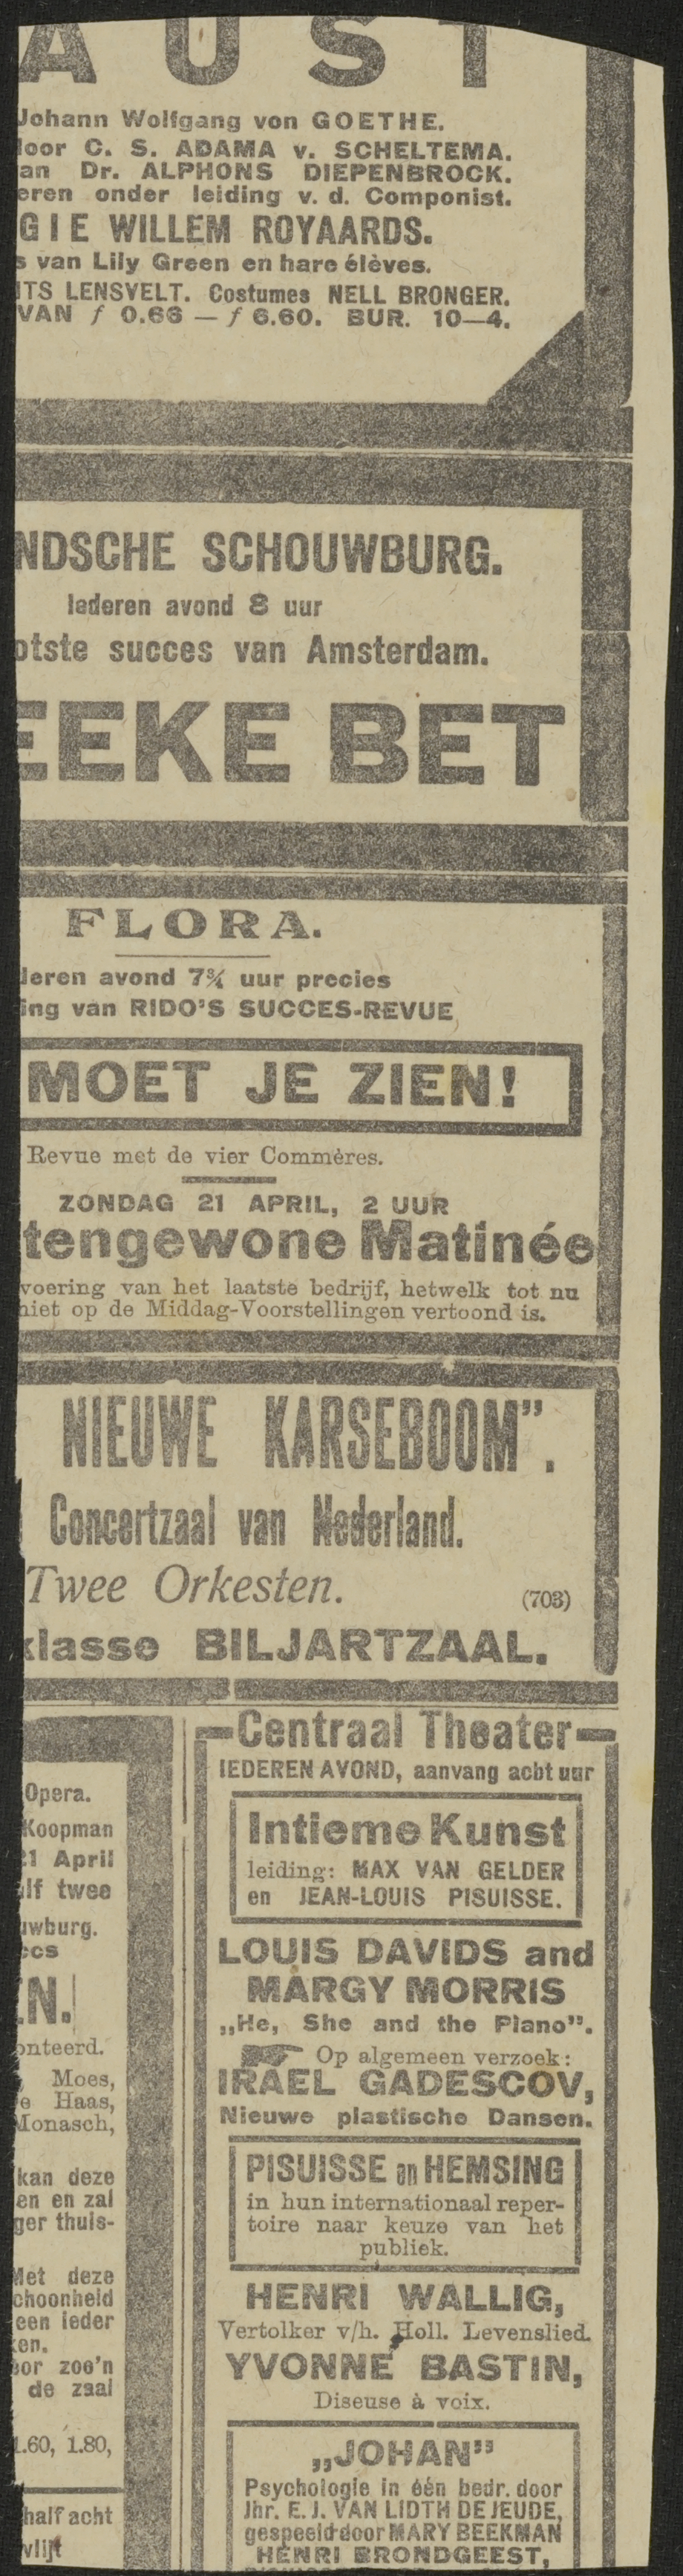 AUST
Johann Wolfgang von GOETHE.
door C. S. ADAMA v. SCHELTEMA.
an Dr. ALPHONS DIEPENBROCK.
eren onder leiding v. d. Componist.
GIE WILLEM ROYAARDS.
s van Lily Green en hare élèves.
ITS LENSVELT. Costumes NELL BRONGER.
VAN f 0.66 — f 6.60. BUR. 10—4.
NDSCHE SCHOUWBURG.
Iederen avond 8 uur
otste succes van Amsterdam.
EEKE BET
FLORA.
deren avond 7¾ uur precies
ing van RIDO'S SUCCES-REVUE
MOET JE ZIEN!
Revue met de vier Commères.
ZONDAG 21 APRIL, 2 UUR
tengewone Matinée
voering van het laatste bedrijf, hetwelk tot nu
niet op de Middag-Voorstellingen vertoond is.
NIEUWE KARSEBOOM”.
Concertzaal van Nederland.
Twee Orkesten. (703)
klasse BILJARTZAAL.
Opera.
Koopman
21 April
alf twee
uwburg.
ecs
EN.
onteerd.
Moes,
e Haas,
Monasch,
kan deze
en en zal
ger thuis-
Met deze
choonheid
een ieder
ken.
oor zoo'n
de zaal
1.60, 1.80,
half acht
vlijt
Centraal Theater
IEDEREN AVOND, aanvang acht uur
Intieme Kunst
leiding: MAX VAN GELDER
en JEAN-LOUIS PISUISSE.
LOUIS DAVIDS and
MARGY MORRIS
„He, She and the Piano”.
Op algemeen verzoek:
IRAEL GADESCOV,
Nieuwe plastische Dansen.
PISUISSE en HEMSING
in hun internationaal reper-
toire naar keuze van het
publiek.
HENRI WALLIG,
Vertolker v/h. Holl. Levenslied.
YVONNE BASTIN,
Diseuse à voix.
„JOHAN”
Psychologie in één bedr. door
Jhr. E. J. VAN LIDTH DE JEUDE,
gespeeld door MARY BEEKMAN
HENRI BRONDGEEST,